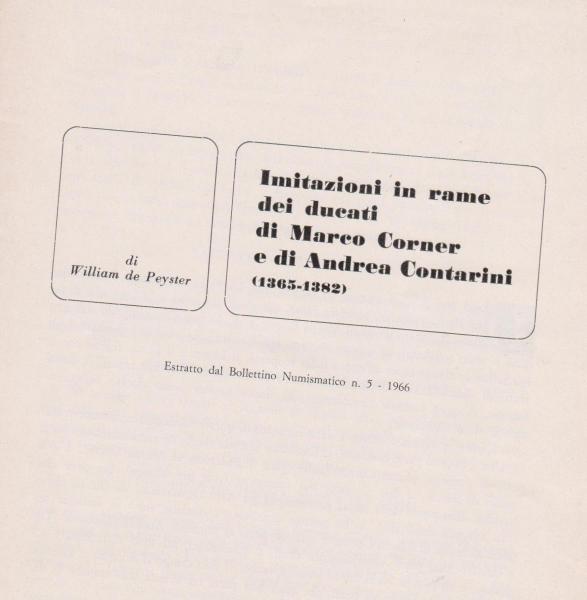 di
William de Peyster
Imitazioni in rame
dei ducati
di Marco Corner
e di Andrea Contarini
(1365-1382)
Estratto dal Bollettino Numismatico n. 5 - 1966